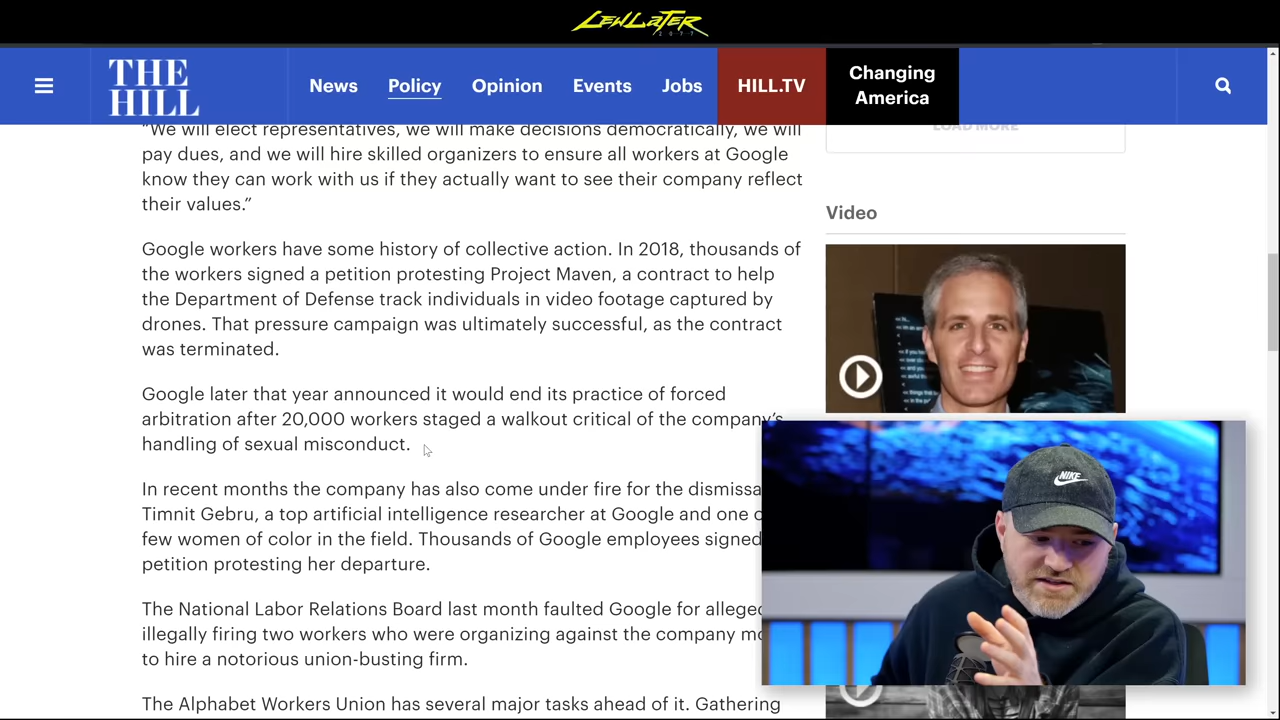 LEWLATER
2077
THE
HILL
News
Policy
Opinion
Events
Jobs
HILL.TV
Changing
America
LOAD MORE
“We will elect representatives, we will make decisions democratically, we will
pay dues, and we will hire skilled organizers to ensure all workers at Google
know they can work with us if they actually want to see their company reflect
their values.”
Google workers have some history of collective action. In 2018, thousands of
the workers signed a petition protesting Project Maven, a contract to help
the Department of Defense track individuals in video footage captured by
drones. That pressure campaign was ultimately successful, as the contract
was terminated.
Google later that year announced it would end its practice of forced
arbitration after 20,000 workers staged a walkout critical of the company’s
handling of sexual misconduct.
In recent months the company has also come under fire for the dismissa
Timnit Gebru, a top artificial intelligence researcher at Google and one
few women of color in the field. Thousands of Google employees signed
petition protesting her departure.
The National Labor Relations Board last month faulted Google for alleged
illegally firing two workers who were organizing against the company mo
to hire a notorious union-busting firm.
The Alphabet Workers Union has several major tasks ahead of it. Gathering
Video
NIKE